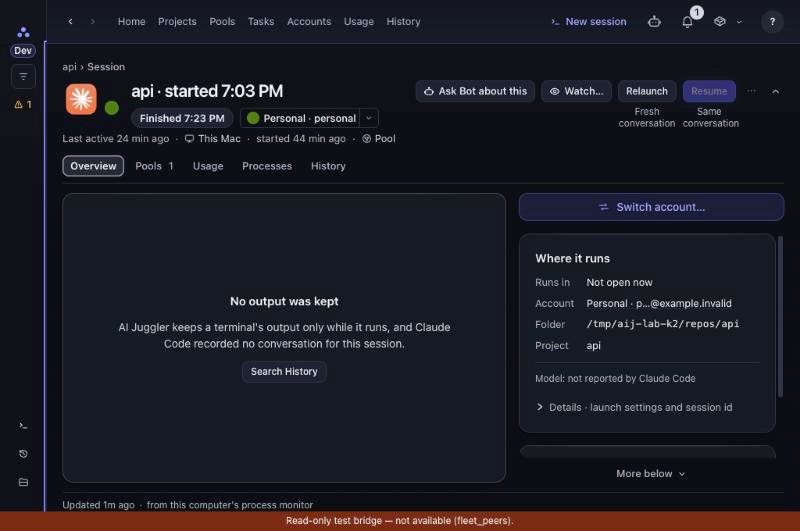 Home Projects Pools Tasks Accounts Usage History New session 1 ?
Dev
1
api › Session
api · started 7:03 PM
Ask Bot about this Watch... Relaunch Resume ...
Fresh conversation Same conversation
Finished 7:23 PM Personal · personal
Last active 24 min ago · This Mac · started 44 min ago · Pool
Overview Pools 1 Usage Processes History
No output was kept
AI Juggler keeps a terminal's output only while it runs, and Claude
Code recorded no conversation for this session.
Search History
Switch account...
Where it runs
Runs in Not open now
Account Personal · p...@example.invalid
Folder /tmp/aij-lab-k2/repos/api
Project api
Model: not reported by Claude Code
Details · launch settings and session id
More below
Updated 1m ago · from this computer's process monitor
Read-only test bridge — not available (fleet_peers).